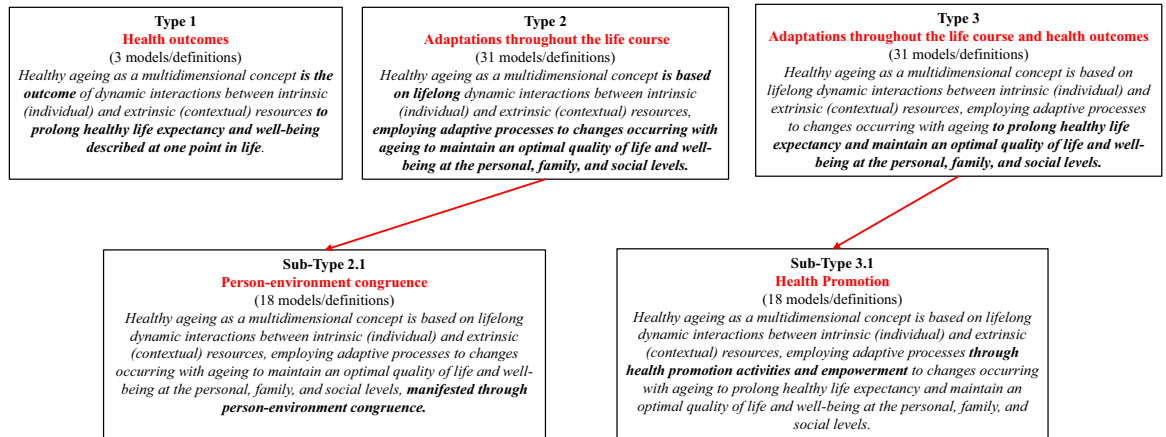 Type 1
Health outcomes
(3 models/definitions)
Healthy ageing as a multidimensional concept is the
outcome of dynamic interactions between intrinsic
(individual) and extrinsic (contextual) resources to
prolong healthy life expectancy and well-being
described at one point in life.
Type 2
Adaptations throughout the life course
(31 models/definitions)
Healthy ageing as a multidimensional concept is based
on lifelong dynamic interactions between intrinsic
(individual) and extrinsic (contextual) resources,
employing adaptive processes to changes occurring with
ageing to maintain an optimal quality of life and well-
being at the personal, family, and social levels.
Type 3
Adaptations throughout the life course and health outcomes
(31 models/definitions)
Healthy ageing as a multidimensional concept is based on
lifelong dynamic interactions between intrinsic (individual) and
extrinsic (contextual) resources, employing adaptive processes
to changes occurring with ageing to prolong healthy life
expectancy and maintain an optimal quality of life and well-
being at the personal, family, and social levels.
Sub-Type 2.1
Person-environment congruence
(18 models/definitions)
Healthy ageing as a multidimensional concept is based on lifelong
dynamic interactions between intrinsic (individual) and extrinsic
(contextual) resources, employing adaptive processes to changes
occurring with ageing to maintain an optimal quality of life and well-
being at the personal, family, and social levels, manifested through
person-environment congruence.
Sub-Type 3.1
Health Promotion
(18 models/definitions)
Healthy ageing as a multidimensional concept is based on lifelong
dynamic interactions between intrinsic (individual) and extrinsic
(contextual) resources, employing adaptive processes through
health promotion activities and empowerment to changes occurring
with ageing to prolong healthy life expectancy and maintain an
optimal quality of life and well-being at the personal, family, and
social levels.